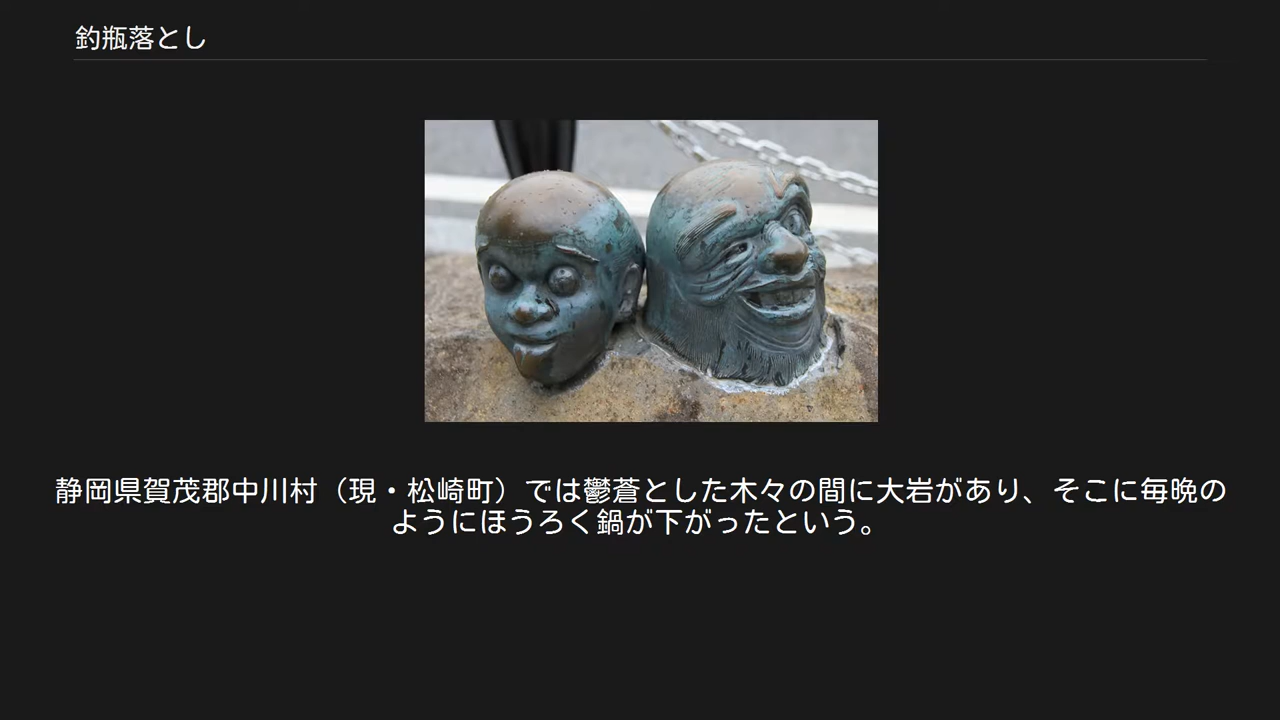 釣瓶落とし
静岡県賀茂郡中川村（現・松崎町）では鬱蒼とした木々の間に大岩があり、そこに毎晩の
ようにほうろく鍋が下がったという。